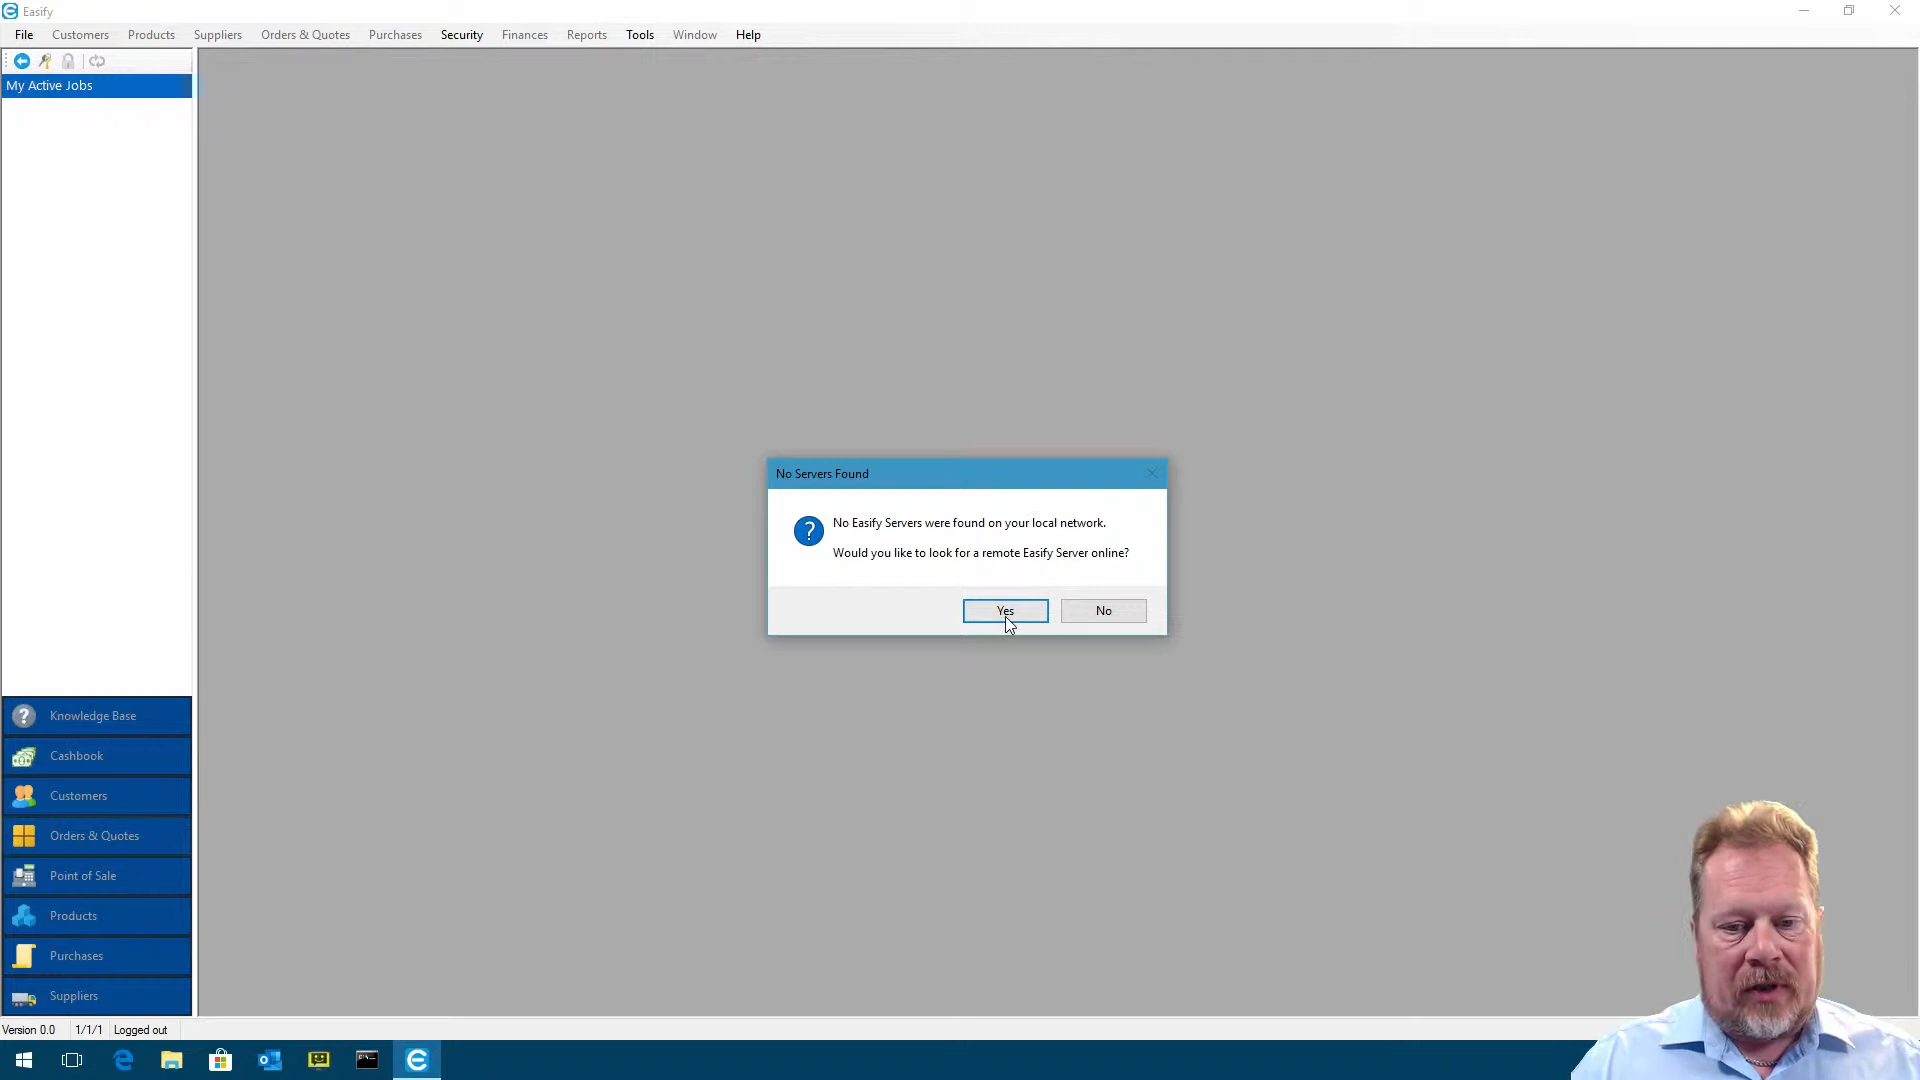 Easify
File Customers Products Suppliers Orders & Quotes Purchases Security Finances Reports Tools Window Help
My Active Jobs
No Servers Found
No Easify Servers were found on your local network.
Would you like to look for a remote Easify Server online?
Yes No
Knowledge Base
Cashbook
Customers
Orders & Quotes
Point of Sale
Products
Purchases
Suppliers
Version 0.0 1/1/1 Logged out